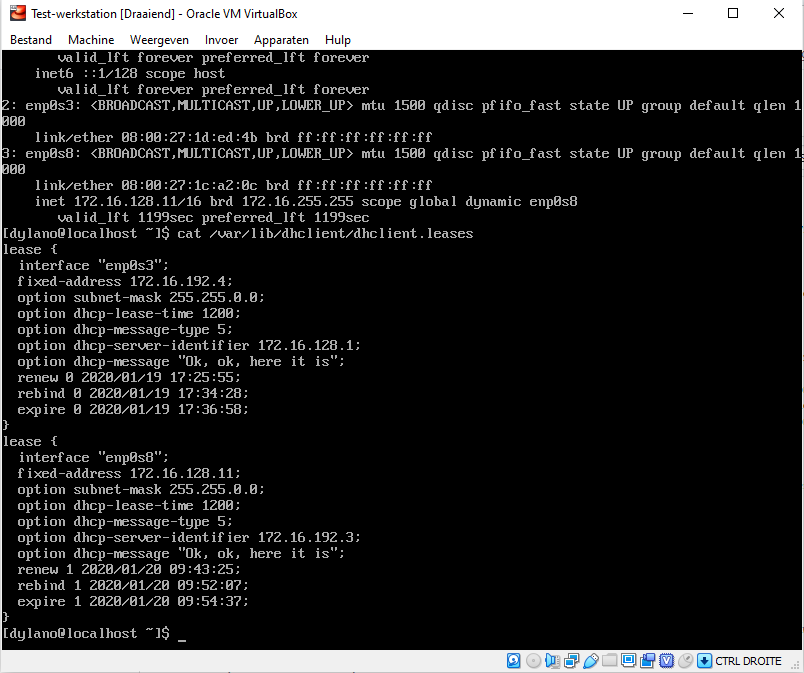 Test-werkstation [Draaiend] - Oracle VM VirtualBox
Bestand Machine Weergeven Invoer Apparaten Hulp
valid_lft forever preferred_lft forever
inet6 ::1/128 scope host
valid_lft forever preferred_lft forever
2: enp0s3: <BROADCAST,MULTICAST,UP,LOWER_UP> mtu 1500 qdisc pfifo_fast state UP group default qlen 1
000
link/ether 08:00:27:1d:ed:4b brd ff:ff:ff:ff:ff:ff
3: enp0s8: <BROADCAST,MULTICAST,UP,LOWER_UP> mtu 1500 qdisc pfifo_fast state UP group default qlen 1
000
link/ether 08:00:27:1c:a2:0c brd ff:ff:ff:ff:ff:ff
inet 172.16.128.11/16 brd 172.16.255.255 scope global dynamic enp0s8
valid_lft 1199sec preferred_lft 1199sec
[dylano@localhost ~]$ cat /var/lib/dhclient/dhclient.leases
lease {
interface "enp0s3";
fixed-address 172.16.192.4;
option subnet-mask 255.255.0.0;
option dhcp-lease-time 1200;
option dhcp-message-type 5;
option dhcp-server-identifier 172.16.128.1;
option dhcp-message "Ok, ok, here it is";
renew 0 2020/01/19 17:25:55;
rebind 0 2020/01/19 17:34:28;
expire 0 2020/01/19 17:36:58;
}
lease {
interface "enp0s8";
fixed-address 172.16.128.11;
option subnet-mask 255.255.0.0;
option dhcp-lease-time 1200;
option dhcp-message-type 5;
option dhcp-server-identifier 172.16.192.3;
option dhcp-message "Ok, ok, here it is";
renew 1 2020/01/20 09:43:25;
rebind 1 2020/01/20 09:52:07;
expire 1 2020/01/20 09:54:37;
}
[dylano@localhost ~]$ _
CTRL DROITE